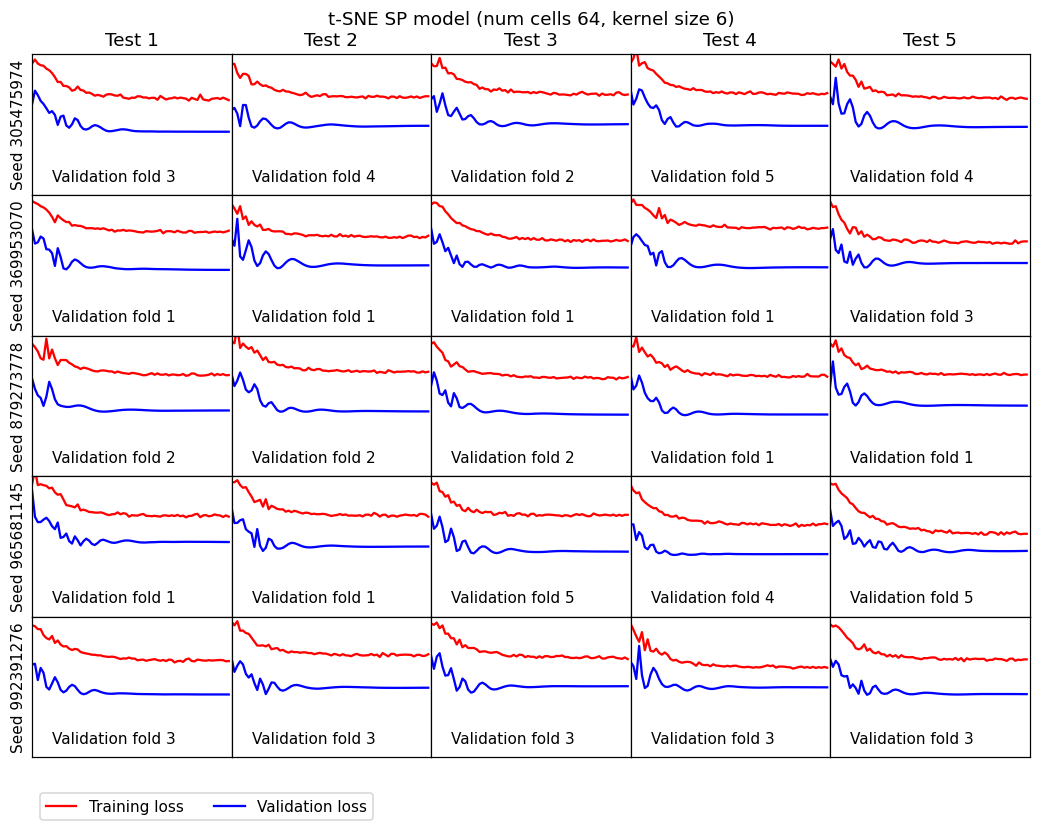 t-SNE SP model (num cells 64, kernel size 6)
Test 1 Test 2 Test 3 Test 4 Test 5
Seed 3054759​74
Validation fold 3 Validation fold 4 Validation fold 2 Validation fold 5 Validation fold 4
Seed 369953070
Validation fold 1 Validation fold 1 Validation fold 1 Validation fold 1 Validation fold 3
Seed 879273778
Validation fold 2 Validation fold 2 Validation fold 2 Validation fold 1 Validation fold 1
Seed 965681145
Validation fold 1 Validation fold 1 Validation fold 5 Validation fold 4 Validation fold 5
Seed 992391276
Validation fold 3 Validation fold 3 Validation fold 3 Validation fold 3 Validation fold 3
Training loss Validation loss